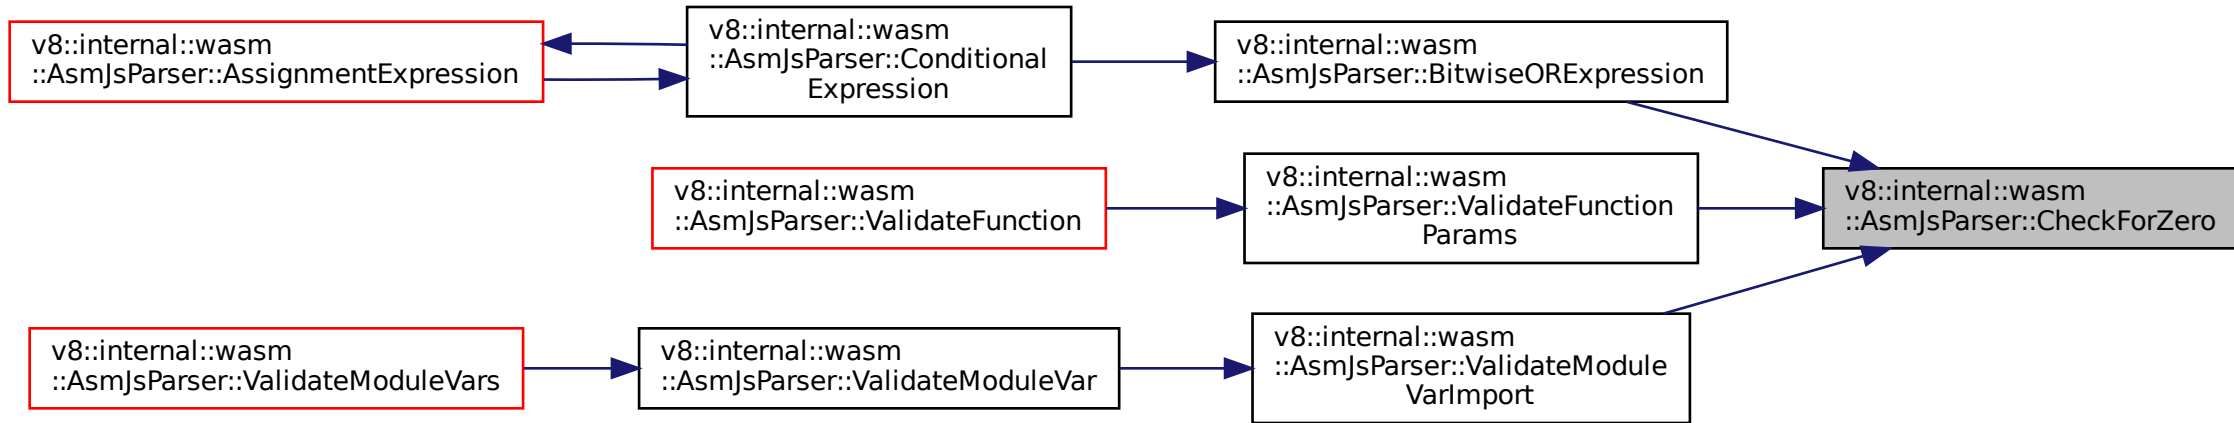 v8::internal::wasm
::AsmJsParser::AssignmentExpression
v8::internal::wasm
::AsmJsParser::Conditional
Expression
v8::internal::wasm
::AsmJsParser::BitwiseORExpression
v8::internal::wasm
::AsmJsParser::ValidateFunction
v8::internal::wasm
::AsmJsParser::ValidateFunction
Params
v8::internal::wasm
::AsmJsParser::CheckForZero
v8::internal::wasm
::AsmJsParser::ValidateModuleVars
v8::internal::wasm
::AsmJsParser::ValidateModuleVar
v8::internal::wasm
::AsmJsParser::ValidateModule
VarImport